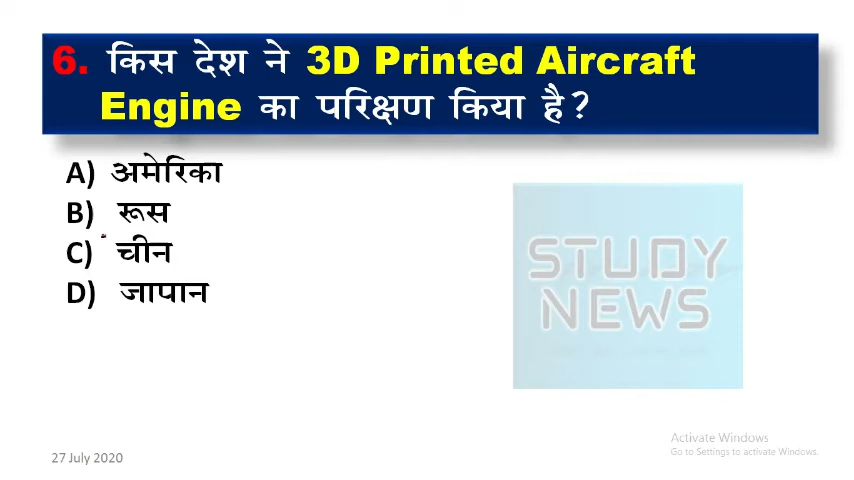 6. किस देश ने 3D Printed Aircraft
Engine का परिक्षण किया है?
A) अमेरिका
B) रूस
C) चीन
D) जापान
STUDY
NEWS
Activate Windows
Go to Settings to activate Windows.
27 July 2020